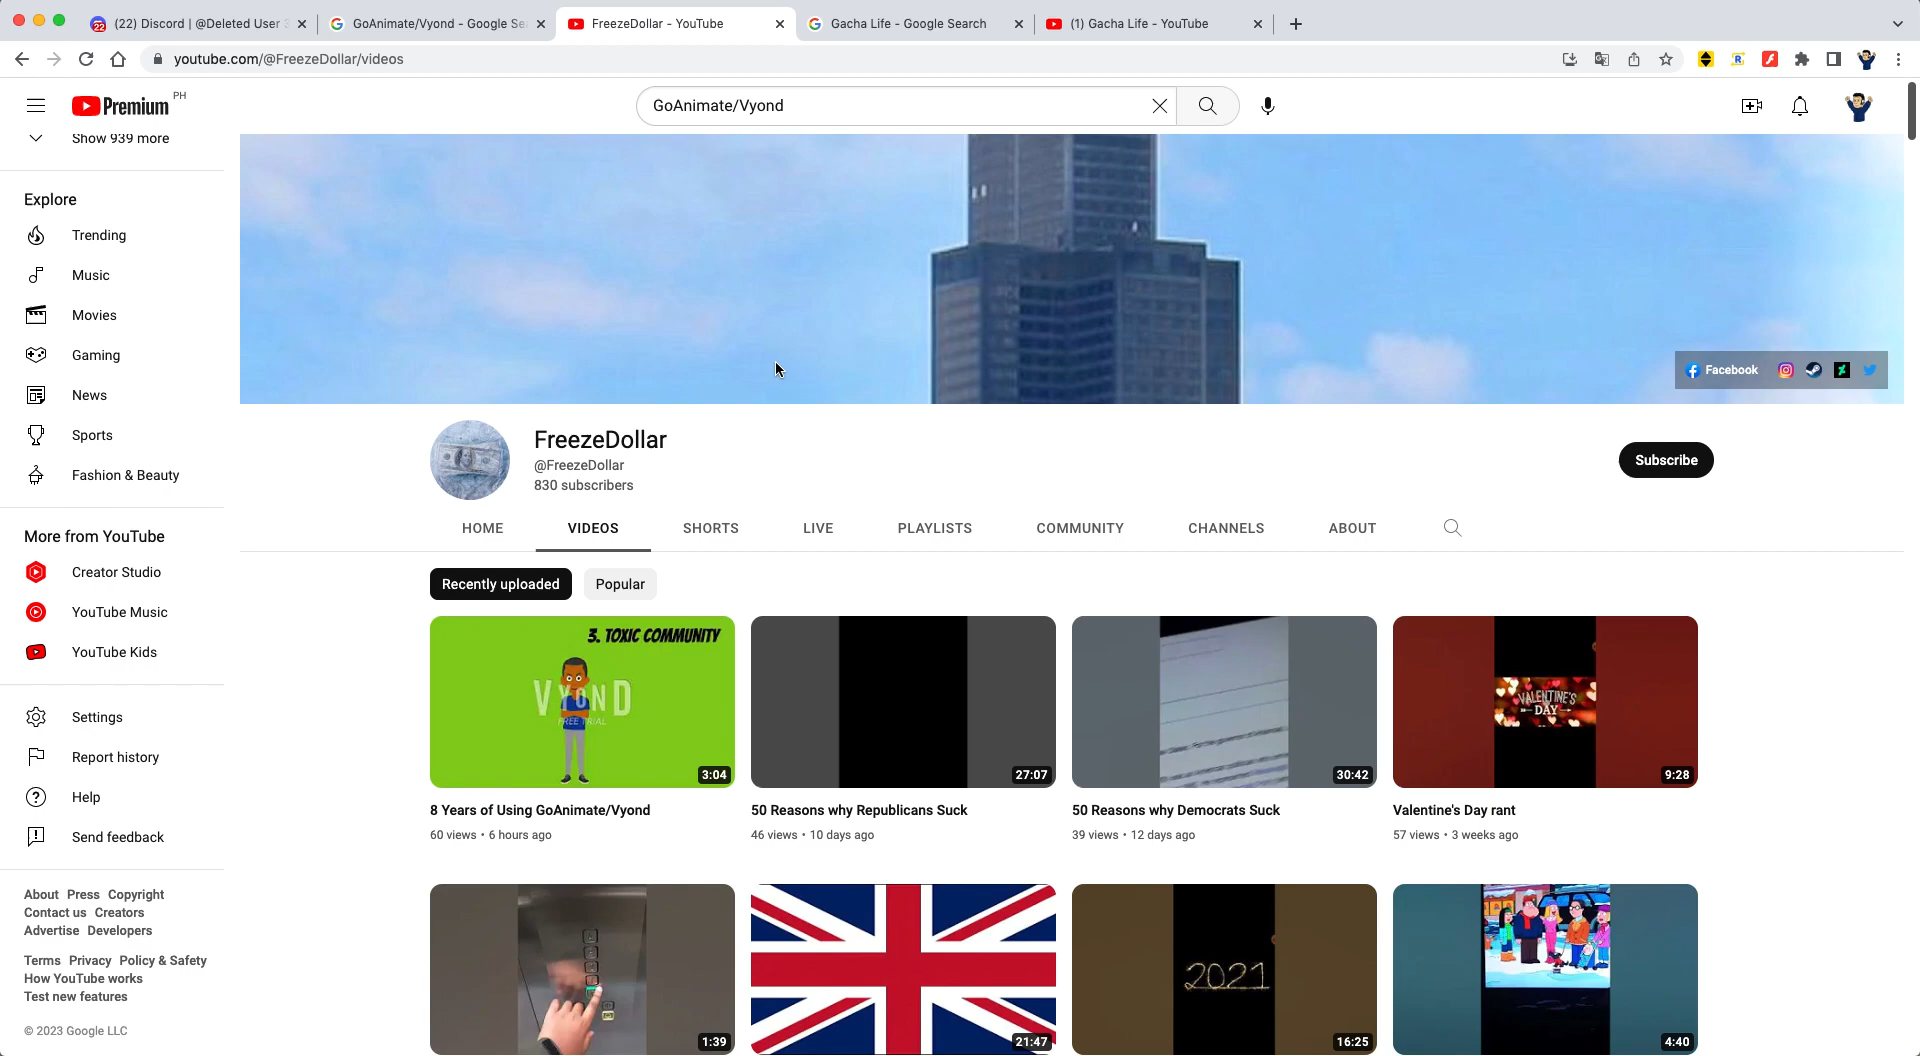 22
(22) Discord | @Deleted User
GoAnimate/Vyond - Google Se
FreezeDollar - YouTube
Gacha Life - Google Search
(1) Gacha Life - YouTube
youtube.com/@FreezeDollar/videos
Premium
PH
GoAnimate/Vyond
Show 939 more
Explore
Trending
Music
Movies
Gaming
News
Sports
Fashion & Beauty
More from YouTube
Creator Studio
YouTube Music
YouTube Kids
Settings
Report history
Help
Send feedback
About Press Copyright
Contact us Creators
Advertise Developers
Terms Privacy Policy & Safety
How YouTube works
Test new features
© 2023 Google LLC
Facebook
FreezeDollar
@FreezeDollar
830 subscribers
Subscribe
HOME VIDEOS SHORTS LIVE PLAYLISTS COMMUNITY CHANNELS ABOUT
Recently uploaded Popular
3. TOXIC COMMUNITY
VYOND
FREE TRIAL
3:04
27:07
30:42
VALENTINE'S
DAY
9:28
8 Years of Using GoAnimate/Vyond
60 views • 6 hours ago
50 Reasons why Republicans Suck
46 views • 10 days ago
50 Reasons why Democrats Suck
39 views • 12 days ago
Valentine's Day rant
57 views • 3 weeks ago
1:39
21:47
2021
16:25
4:40